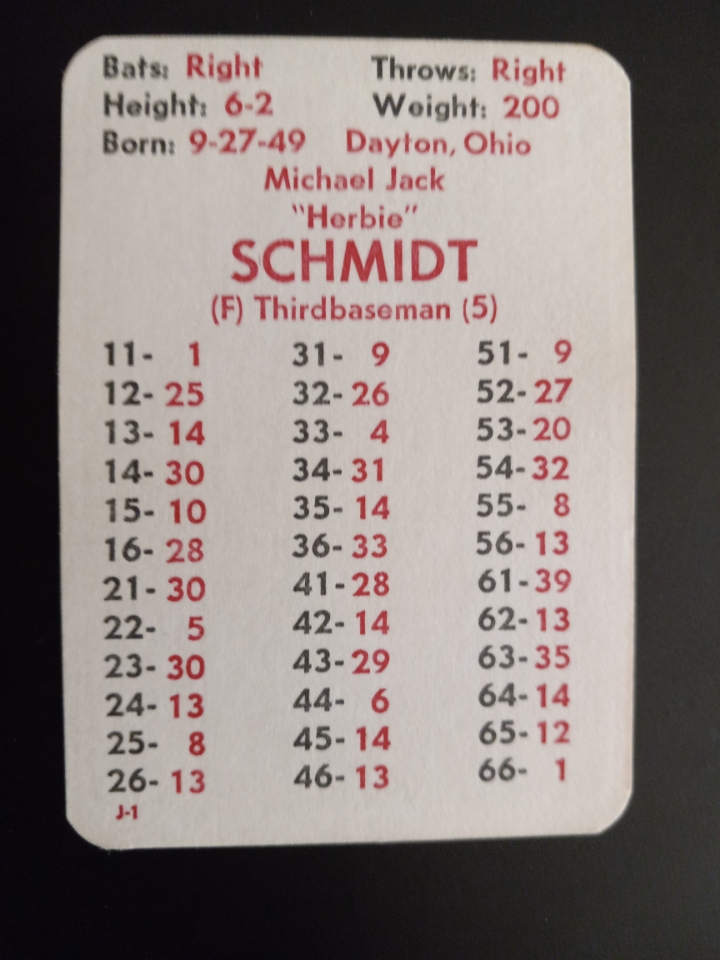 Bats: Right Throws: Right
Height: 6-2 Weight: 200
Born: 9-27-49 Dayton, Ohio
Michael Jack
"Herbie"
SCHMIDT
(F) Thirdbaseman (5)
11- 1 31- 9 51- 9
12- 25 32- 26 52- 27
13- 14 33- 4 53- 20
14- 30 34- 31 54- 32
15- 10 35- 14 55- 8
16- 28 36- 33 56- 13
21- 30 41- 28 61- 39
22- 5 42- 14 62- 13
23- 30 43- 29 63- 35
24- 13 44- 6 64- 14
25- 8 45- 14 65- 12
26- 13 46- 13 66- 1
J-1